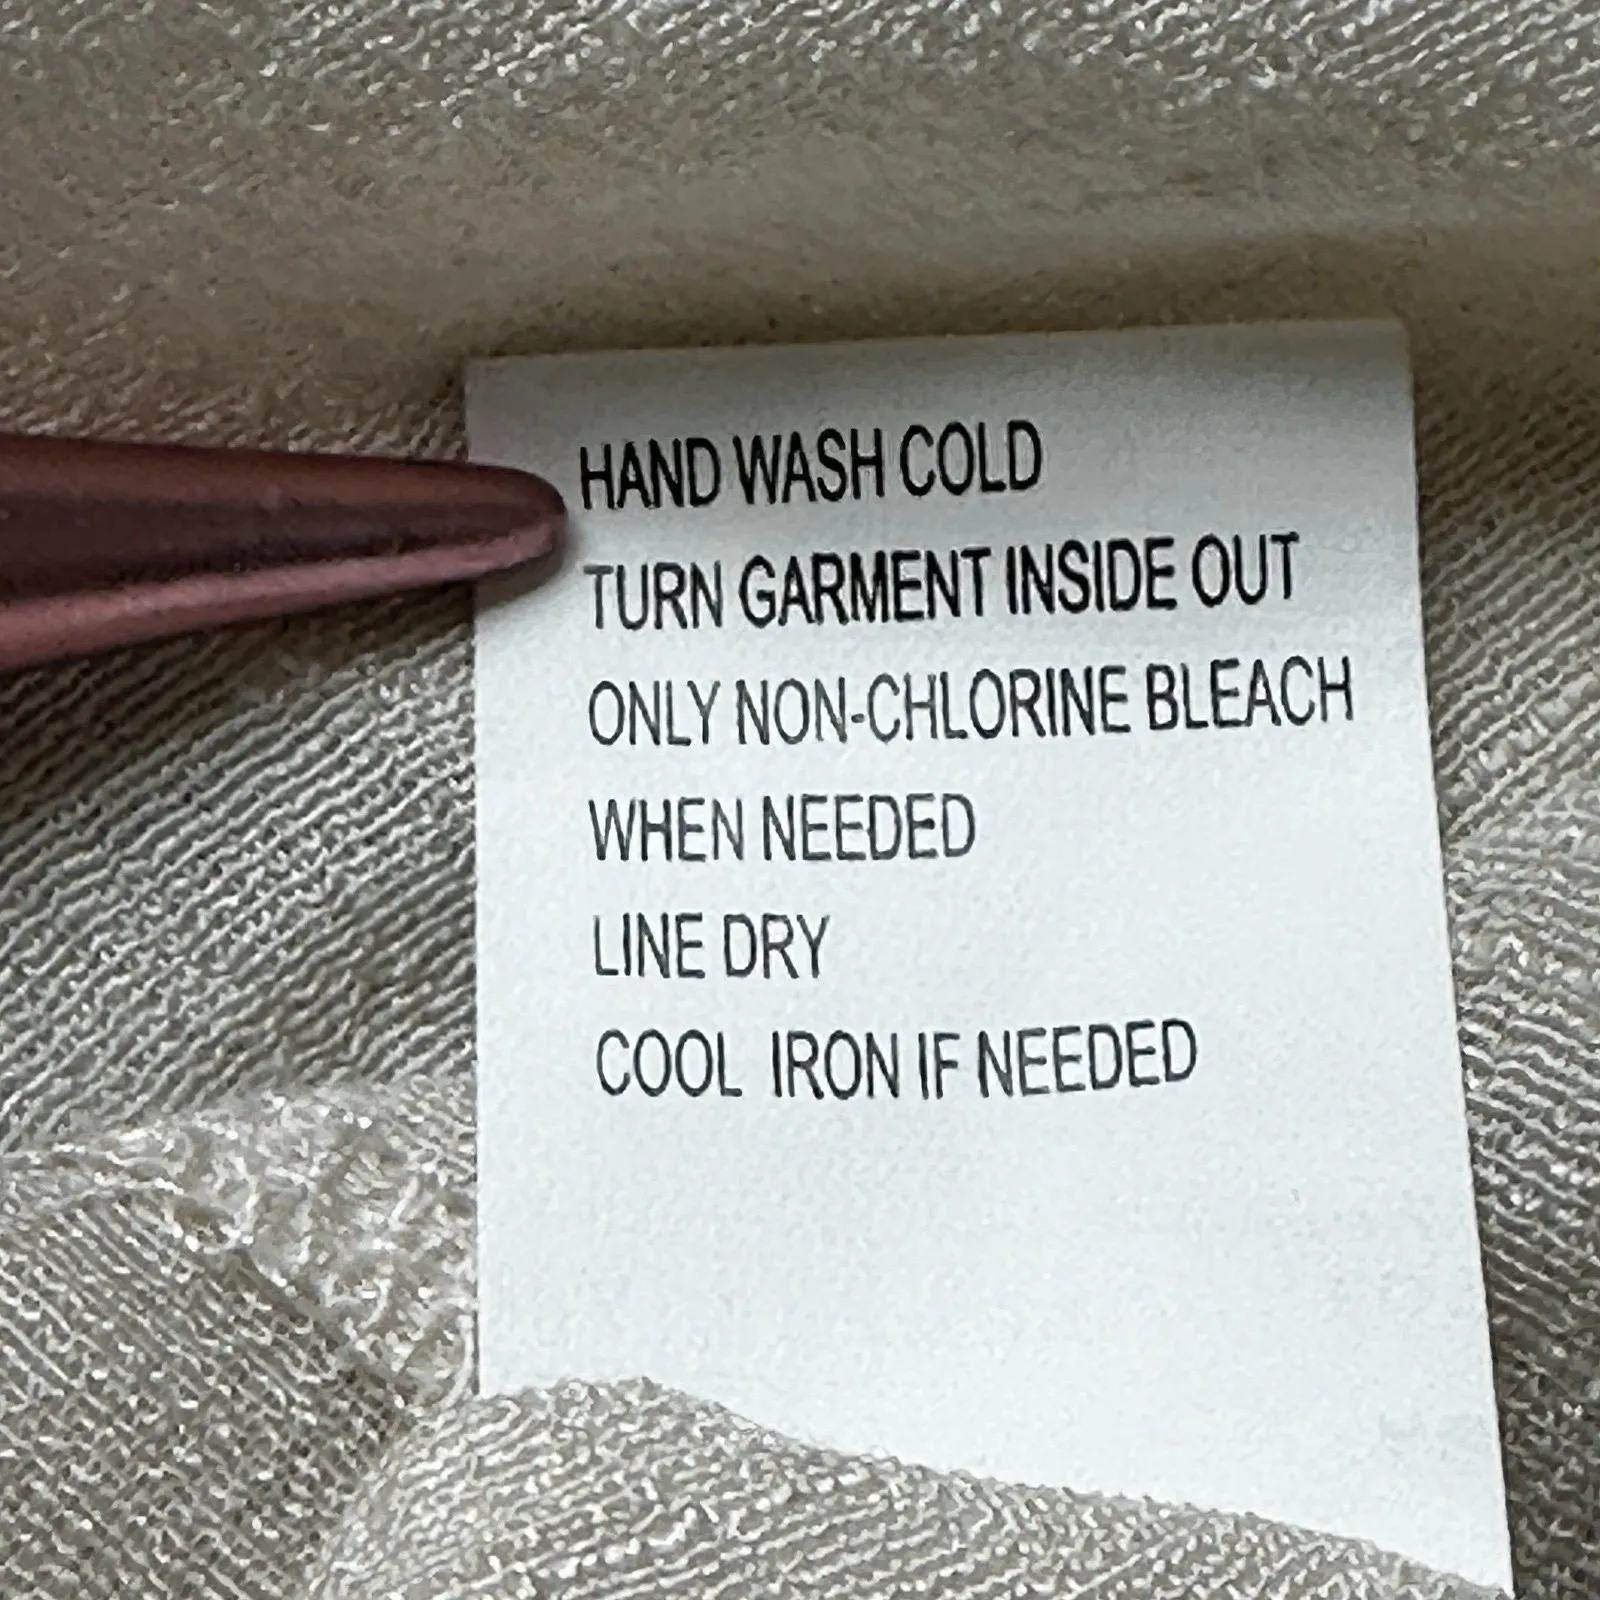 HAND WASH COLD
TURN GARMENT INSIDE OUT
ONLY NON-CHLORINE BLEACH
WHEN NEEDED
LINE DRY
COOL IRON IF NEEDED